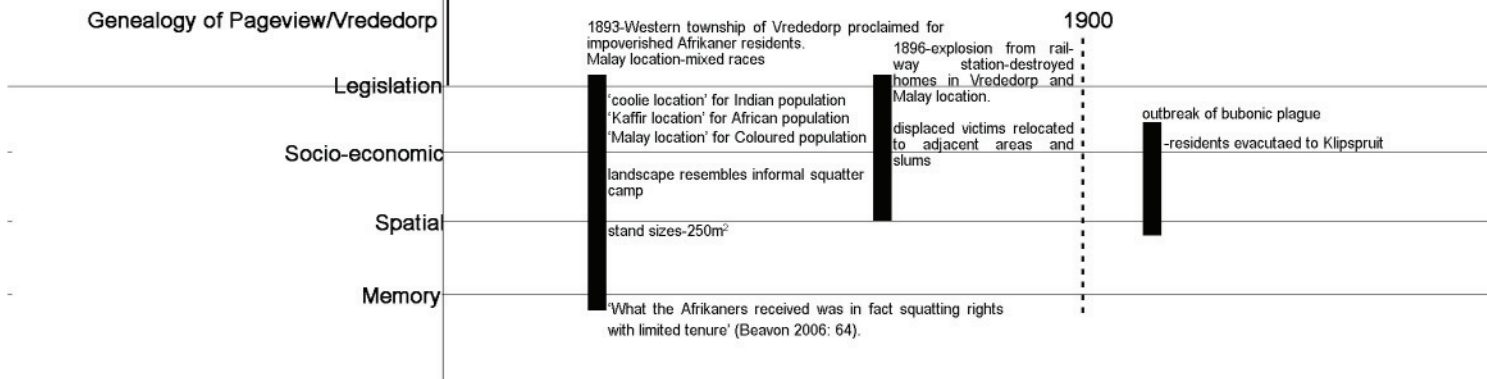 Genealogy of Pageview/Vrededorp
1900
1893-Western township of Vrededorp proclaimed for
impoverished Afrikaner residents.
Malay location-mixed races
1896-explosion from rail-
way station-destroyed
homes in Vrededorp and
Malay location.
Legislation
'coolie location' for Indian population
'Kaffir location' for African population
'Malay location' for Coloured population
outbreak of bubonic plague
displaced victims relocated
to adjacent areas and
slums
-residents evacutaed to Klipspruit
Socio-economic
landscape resembles informal squatter
camp
Spatial
stand sizes-250m²
Memory
'What the Afrikaners received was in fact squatting rights
with limited tenure' (Beavon 2006: 64).